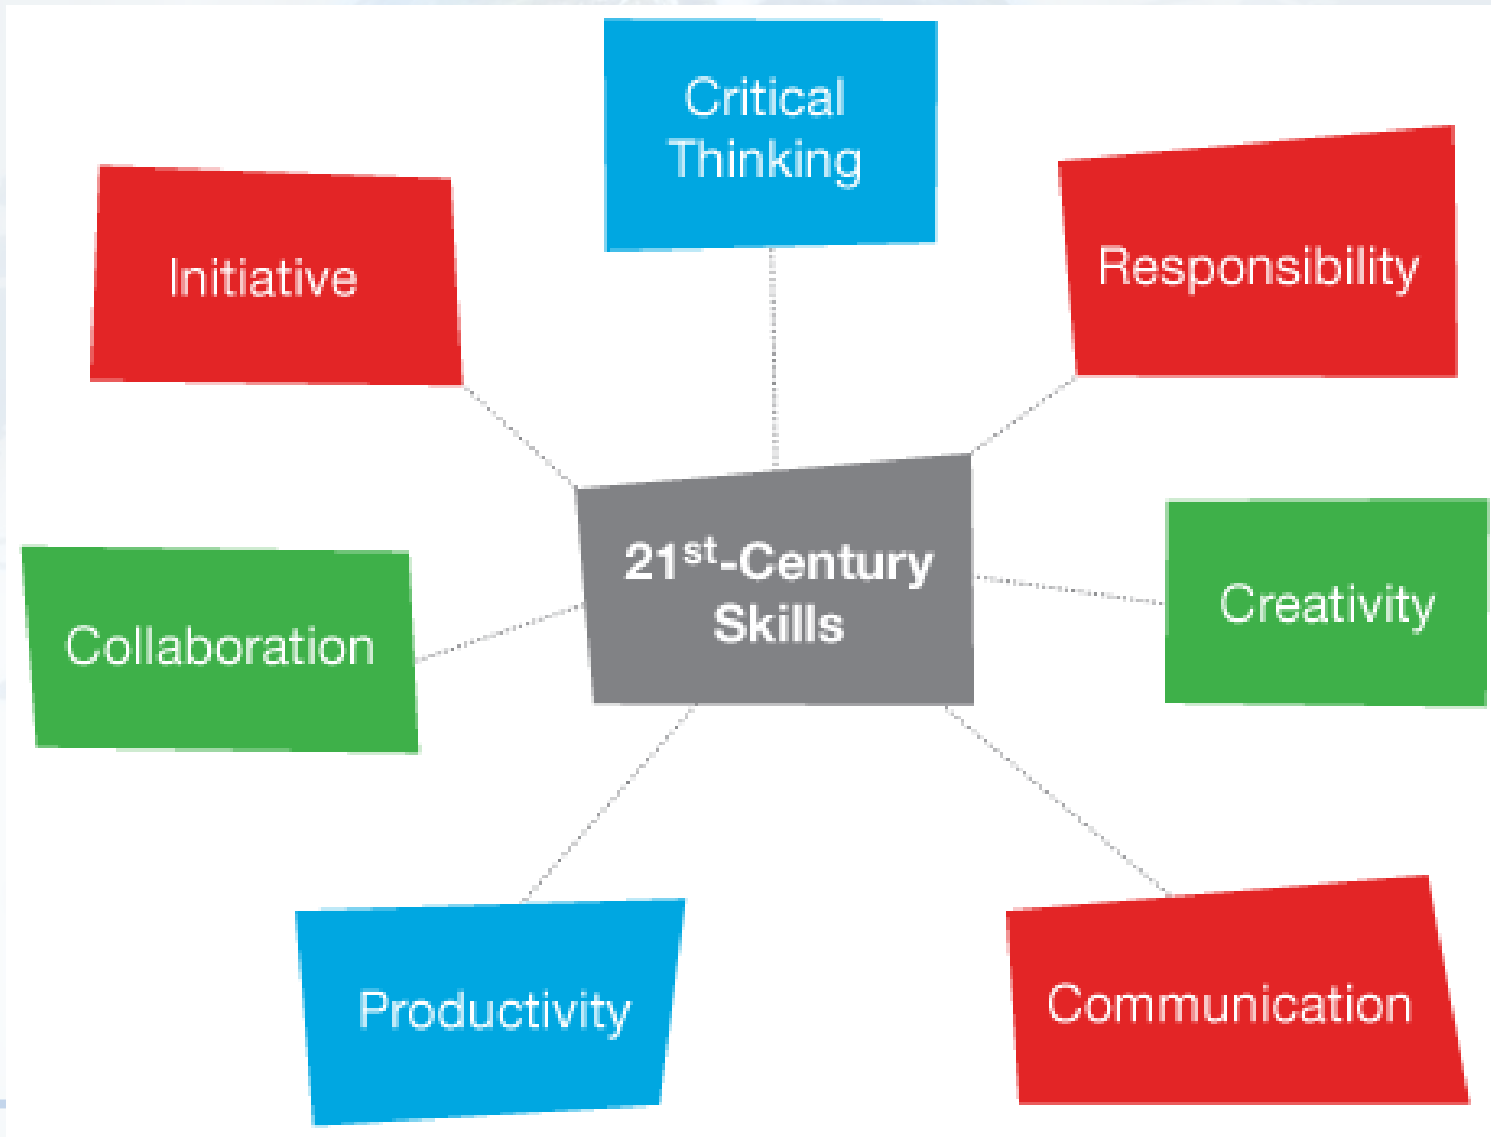 Critical
Thinking
Initiative
Responsibility
21st-Century
Skills
Creativity
Collaboration
Productivity
Communication